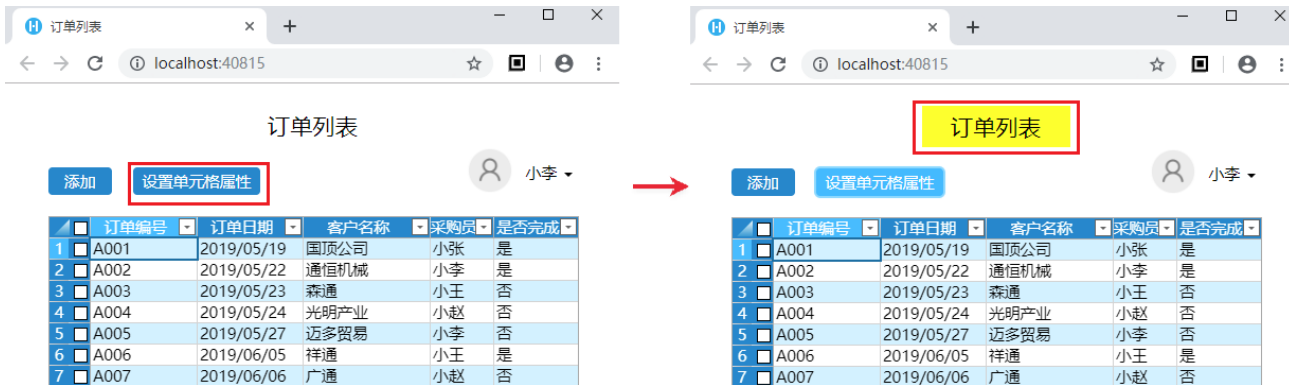 订单列表
localhost:40815
订单列表
添加 设置单元格属性 小李
订单编号 订单日期 客户名称 采购员 是否完成
1 A001 2019/05/19 国顶公司 小张 是
2 A002 2019/05/22 通恒机械 小李 是
3 A003 2019/05/23 森通 小王 否
4 A004 2019/05/24 光明产业 小赵 否
5 A005 2019/05/27 迈多贸易 小李 否
6 A006 2019/06/05 祥通 小王 是
7 A007 2019/06/06 广通 小赵 否
订单列表
localhost:40815
订单列表
添加 设置单元格属性 小李
订单编号 订单日期 客户名称 采购员 是否完成
1 A001 2019/05/19 国顶公司 小张 是
2 A002 2019/05/22 通恒机械 小李 是
3 A003 2019/05/23 森通 小王 否
4 A004 2019/05/24 光明产业 小赵 否
5 A005 2019/05/27 迈多贸易 小李 否
6 A006 2019/06/05 祥通 小王 是
7 A007 2019/06/06 广通 小赵 否